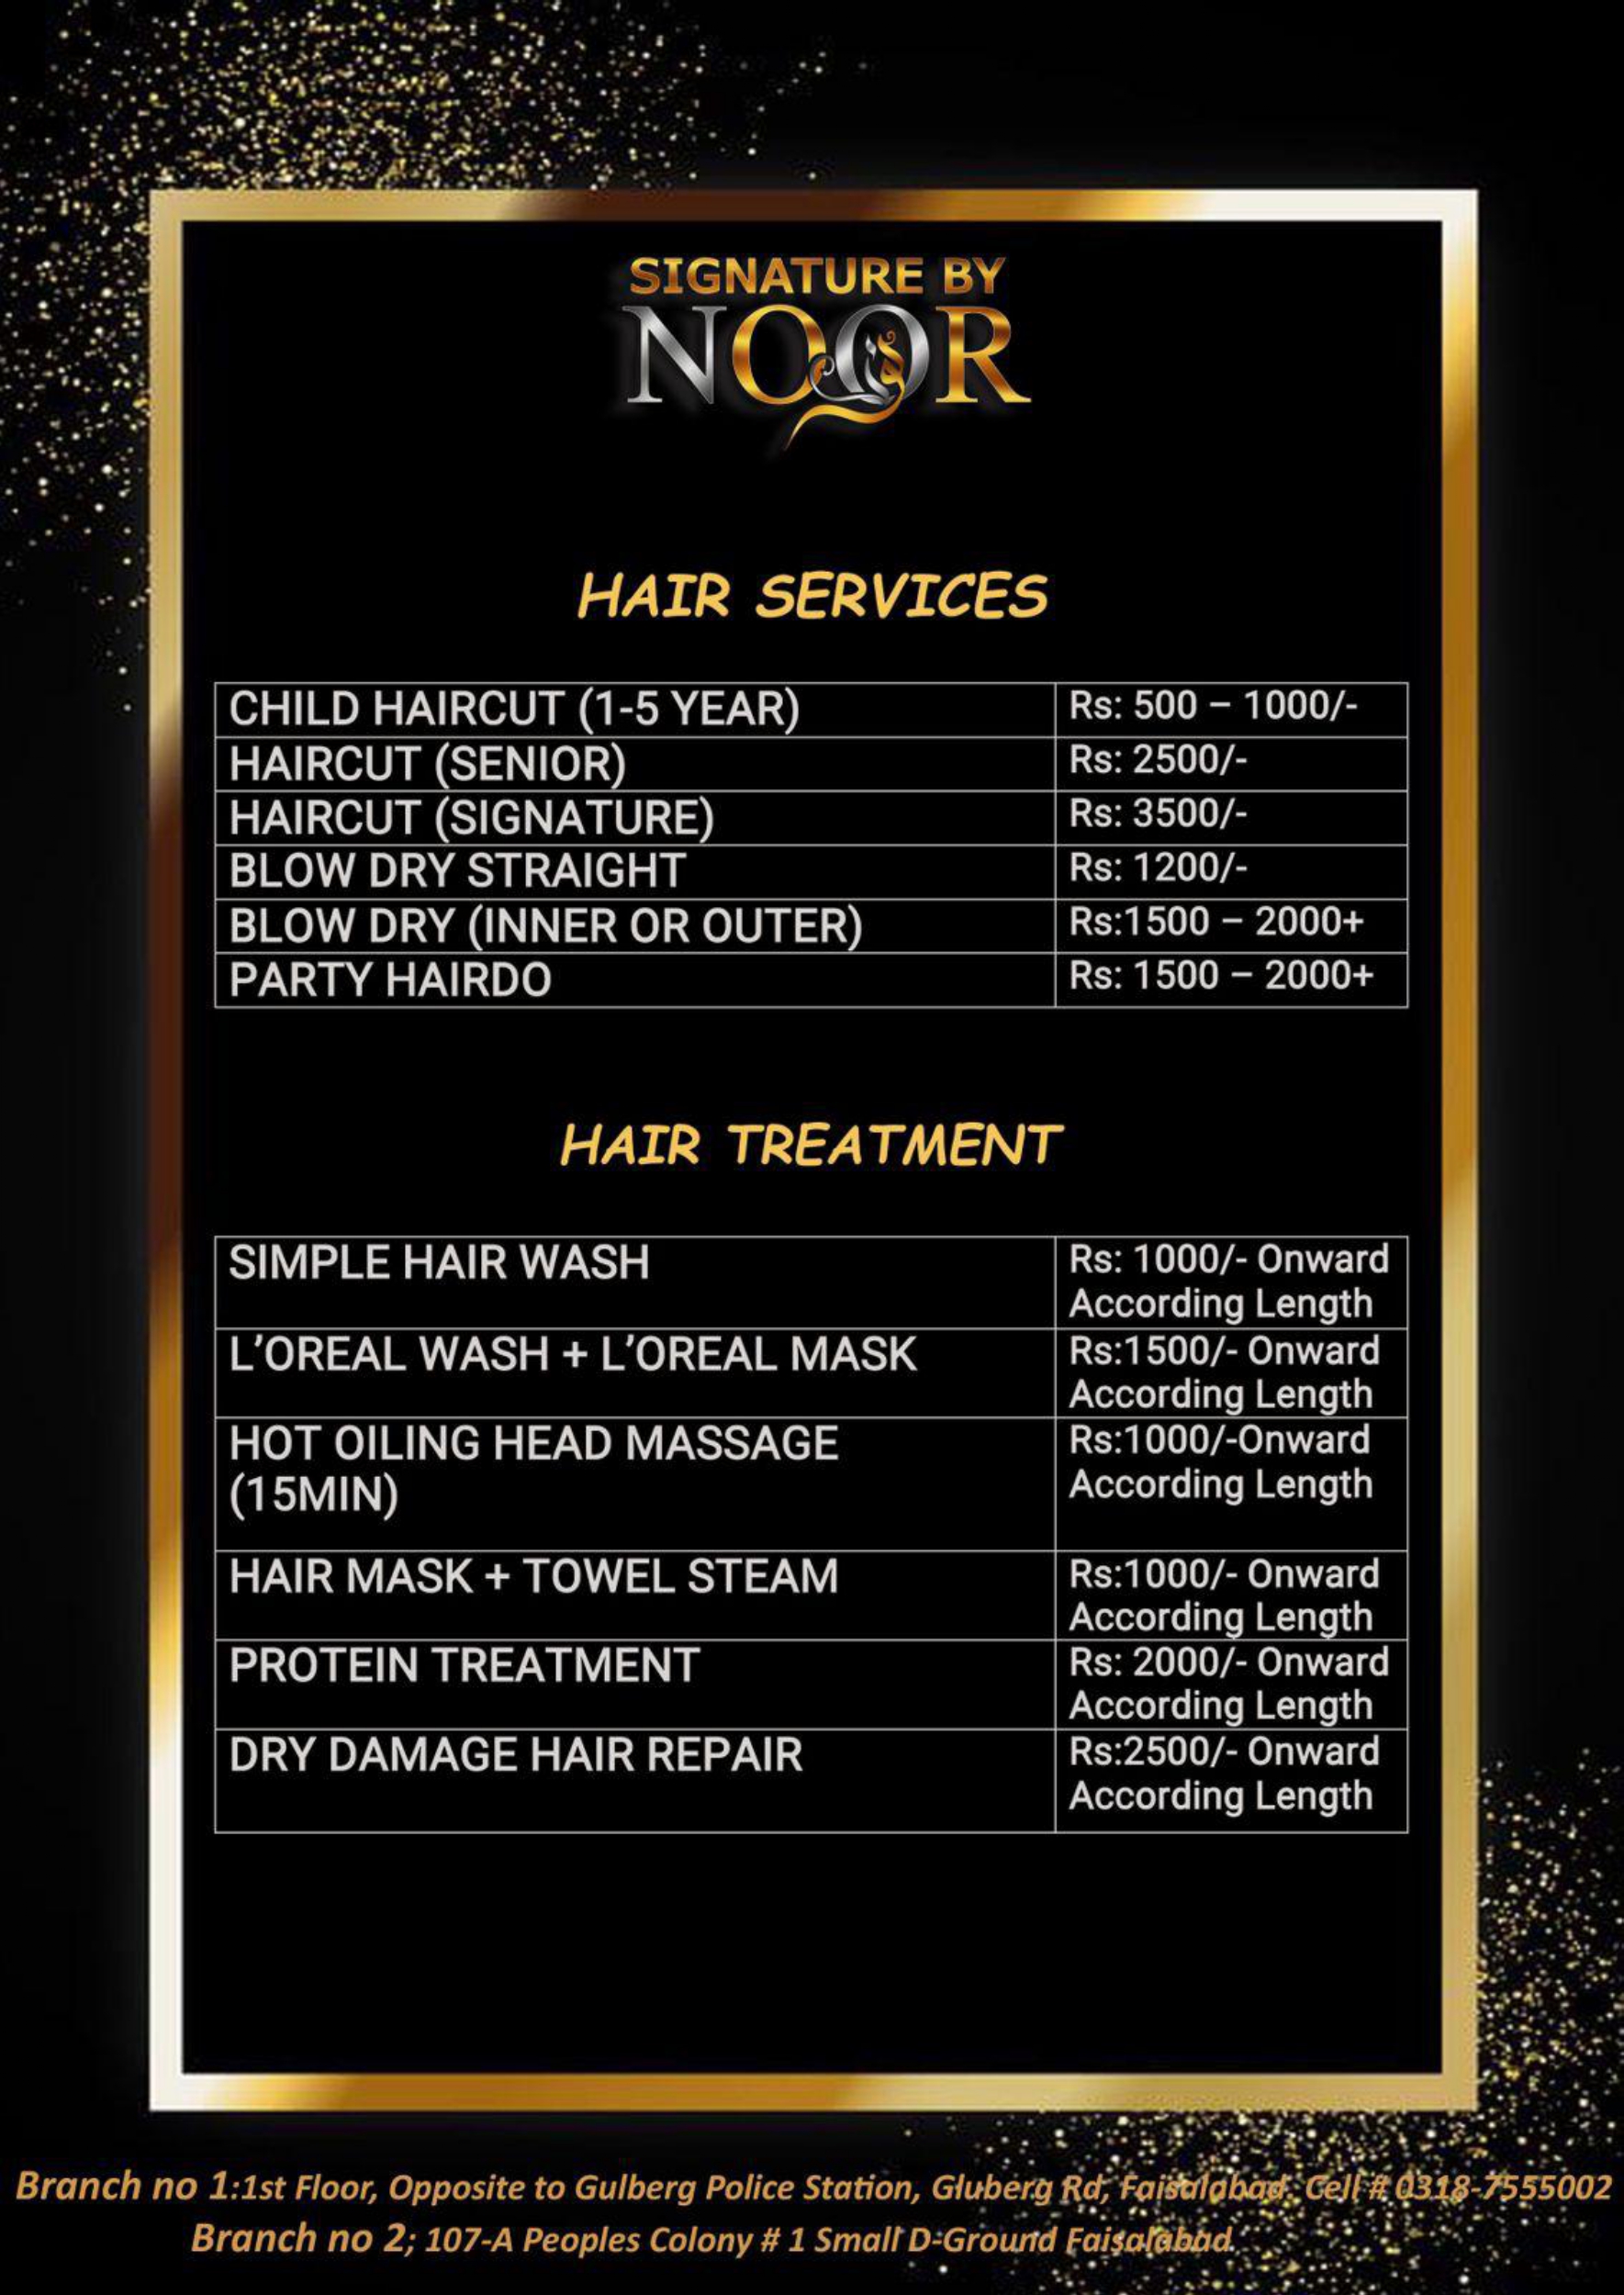 SIGNATURE BY
NOOR
HAIR SERVICES
CHILD HAIRCUT (1-5 YEAR) Rs: 500 – 1000/-
HAIRCUT (SENIOR) Rs: 2500/-
HAIRCUT (SIGNATURE) Rs: 3500/-
BLOW DRY STRAIGHT Rs: 1200/-
BLOW DRY (INNER OR OUTER) Rs:1500 – 2000+
PARTY HAIRDO Rs: 1500 – 2000+
HAIR TREATMENT
SIMPLE HAIR WASH Rs: 1000/- Onward
According Length
L'OREAL WASH + L'OREAL MASK Rs:1500/- Onward
According Length
HOT OILING HEAD MASSAGE Rs:1000/-Onward
(15MIN) According Length
HAIR MASK + TOWEL STEAM Rs:1000/- Onward
According Length
PROTEIN TREATMENT Rs: 2000/- Onward
According Length
DRY DAMAGE HAIR REPAIR Rs:2500/- Onward
According Length
Branch no 1:1st Floor, Opposite to Gulberg Police Station, Gluberg Rd, Faisalabad, Cell # 0318-7555002
Branch no 2; 107-A Peoples Colony # 1 Small D-Ground Faisalabad.